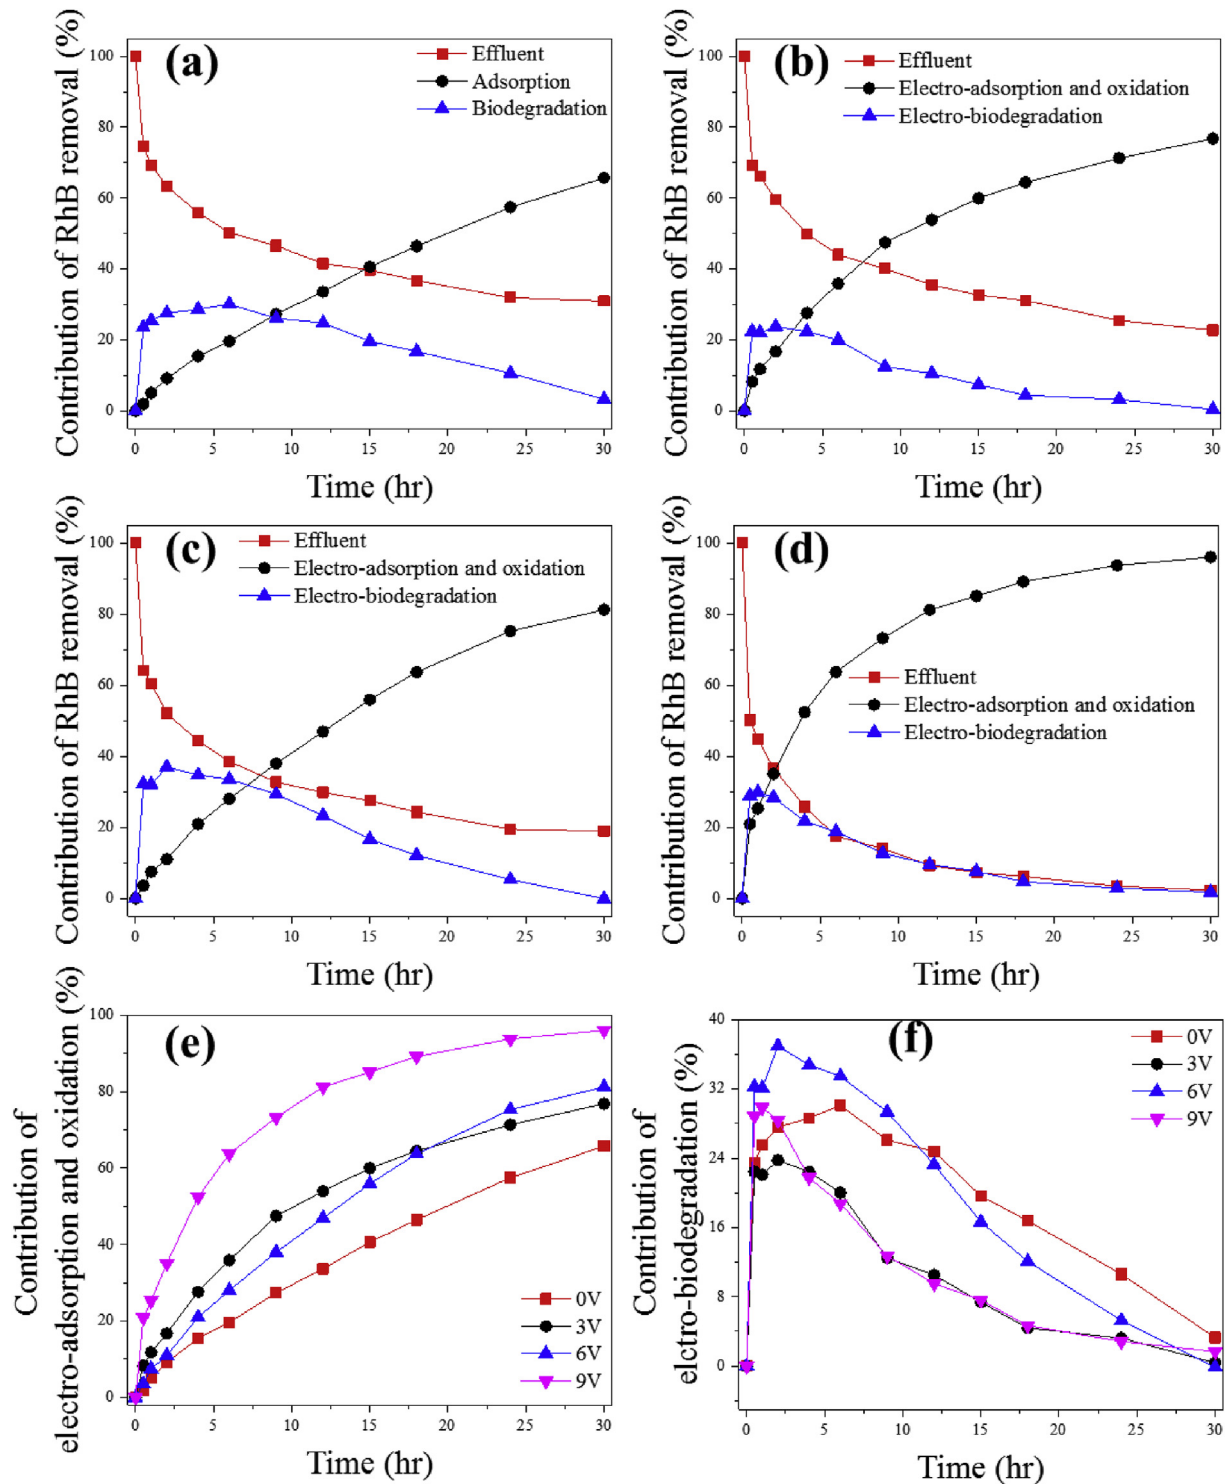 (a)
Effluent
Adsorption
Biodegradation
100
80
60
40
20
0
0 5 10 15 20 25 30
Contribution of RhB removal (%)
Time (hr)
(b)
Effluent
Electro-adsorption and oxidation
Electro-biodegradation
100
80
60
40
20
0
0 5 10 15 20 25 30
Contribution of RhB removal (%)
Time (hr)
(c)
Effluent
Electro-adsorption and oxidation
Electro-biodegradation
100
80
60
40
20
0
0 5 10 15 20 25 30
Contribution of RhB removal (%)
Time (hr)
(d)
Effluent
Electro-adsorption and oxidation
Electro-biodegradation
100
80
60
40
20
0
0 5 10 15 20 25 30
Contribution of RhB removal (%)
Time (hr)
(e)
0V
3V
6V
9V
100
80
60
40
20
0
0 5 10 15 20 25 30
Contribution of
electro-adsorption and oxidation (%)
Time (hr)
(f)
0V
3V
6V
9V
40
32
24
16
8
0
0 5 10 15 20 25 30
Contribution of
elctro-biodegradation (%)
Time (hr)